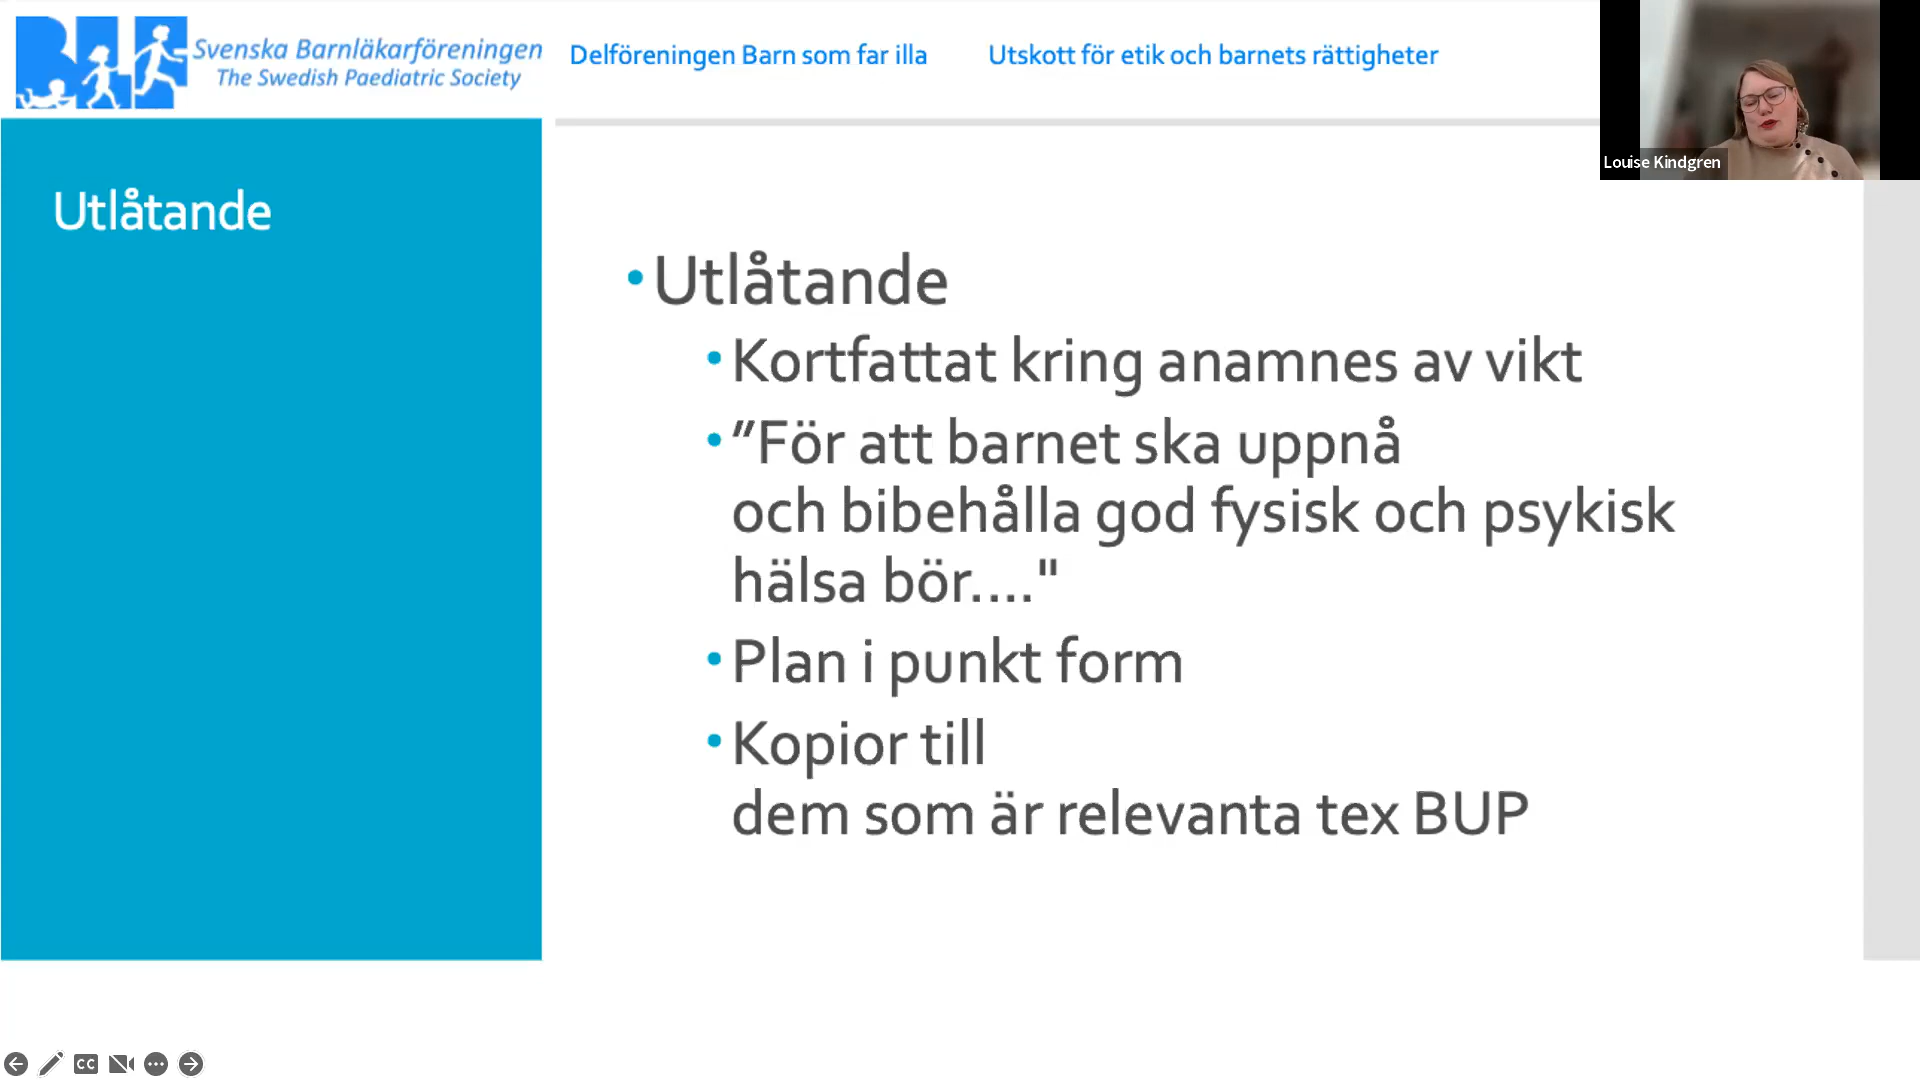 Svenska Barnläkarföreningen
The Swedish Paediatric Society
Delföreningen Barn som far illa
Utskott för etik och barnets rättigheter
Louise Kindgren
Utlåtande
•Utlåtande
•Kortfattat kring anamnes av vikt
•”För att barnet ska uppnå
och bibehålla god fysisk och psykisk
hälsa bör...."
•Plan i punkt form
•Kopior till
dem som är relevanta tex BUP
CC